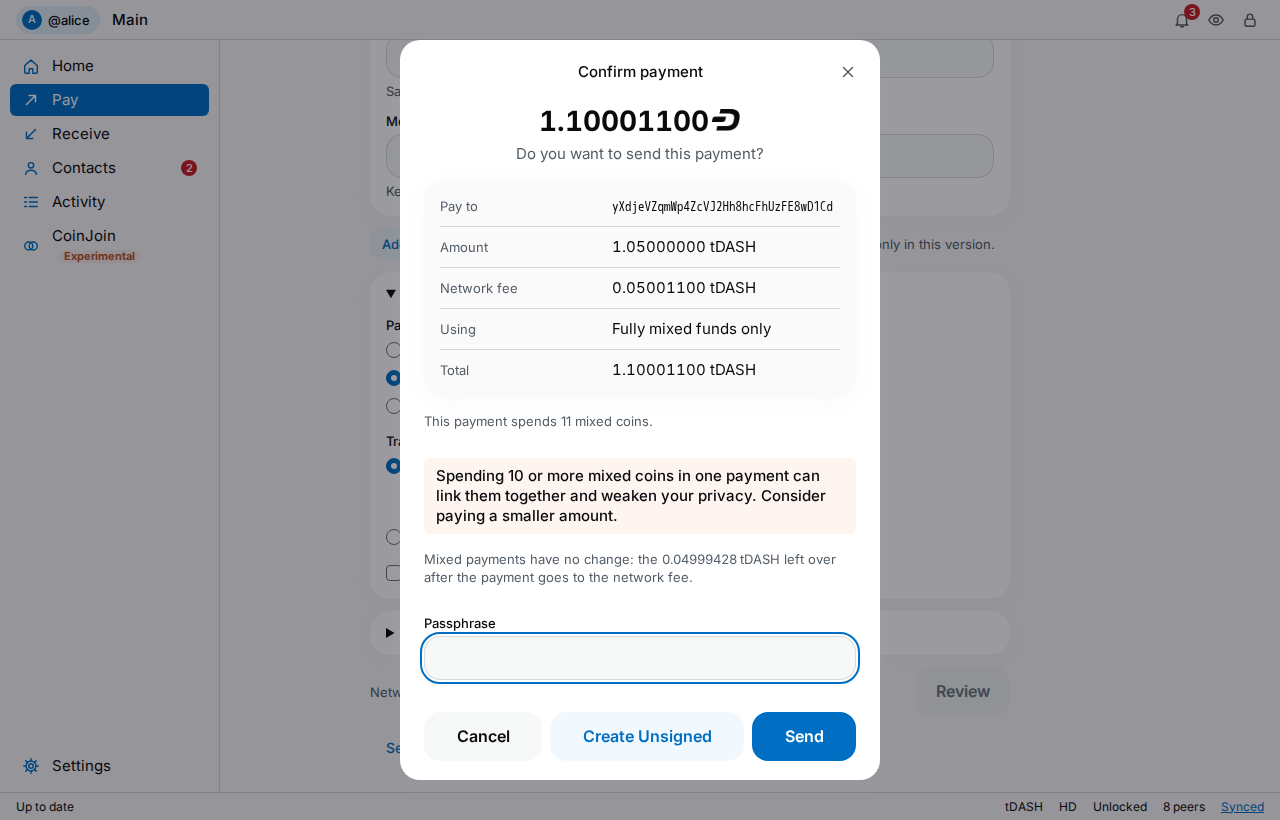 A @alice Main 3
Home
Pay
Receive
Contacts 2
Activity
CoinJoin
Experimental
Settings
Confirm payment
1.10001100
Do you want to send this payment?
Pay to yXdjeVZqmWp4ZcVJ2Hh8hcFhUzFE8wD1Cd
Amount 1.05000000 tDASH
Network fee 0.05001100 tDASH
Using Fully mixed funds only
Total 1.10001100 tDASH
This payment spends 11 mixed coins.
Spending 10 or more mixed coins in one payment can
link them together and weaken your privacy. Consider
paying a smaller amount.
Mixed payments have no change: the 0.04999428 tDASH left over
after the payment goes to the network fee.
Passphrase
Cancel Create Unsigned Send
only in this version.
Review
Up to date tDASH HD Unlocked 8 peers Synced